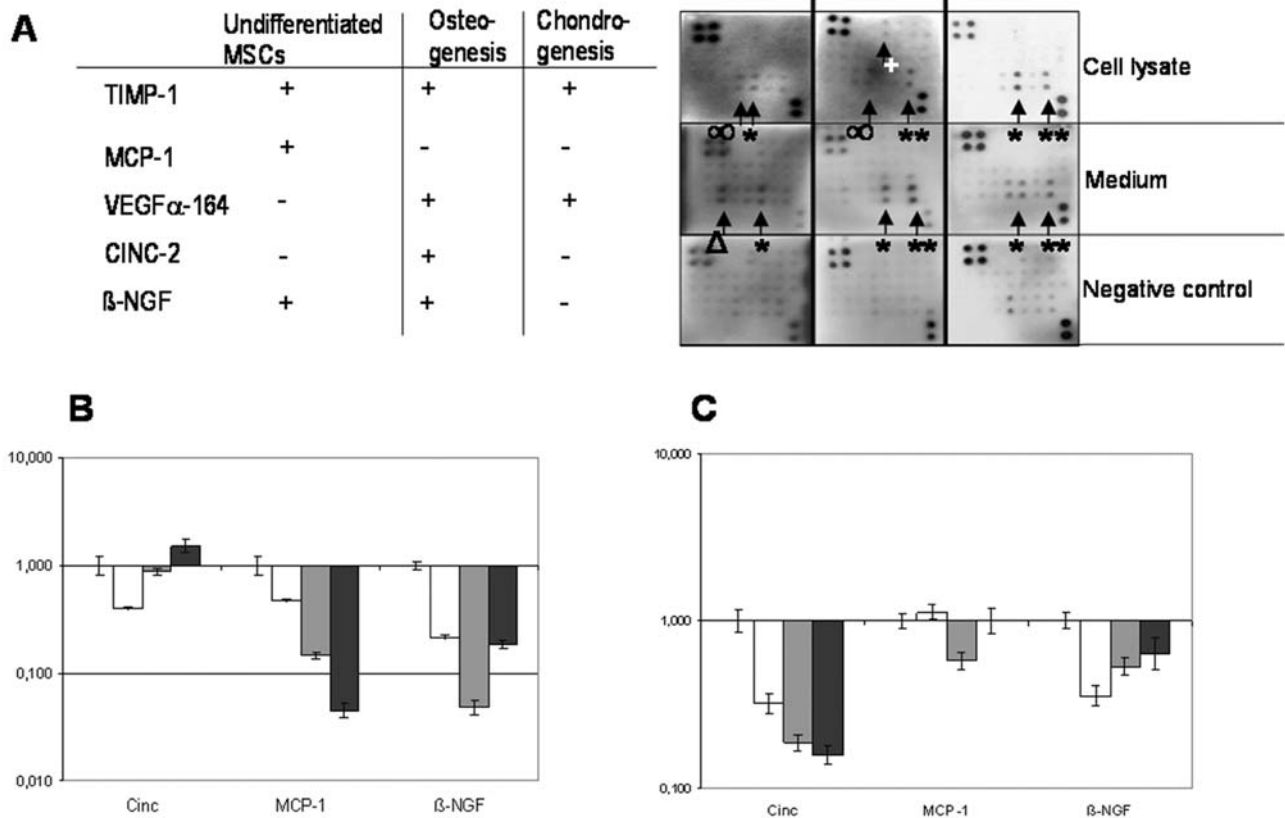 A
Undifferentiated MSCs Osteo-genesis Chondro-genesis
TIMP-1 + + +
MCP-1 + - -
VEGFα-164 - + +
CINC-2 - + -
ß-NGF + + -
+
Cell lysate
∞ * ∞ ** * **
Medium
Δ * * ** * **
Negative control
B
10,000
1,000
0,100
0,010
Cinc MCP-1 ß-NGF
C
10,000
1,000
0,100
Cinc MCP-1 ß-NGF